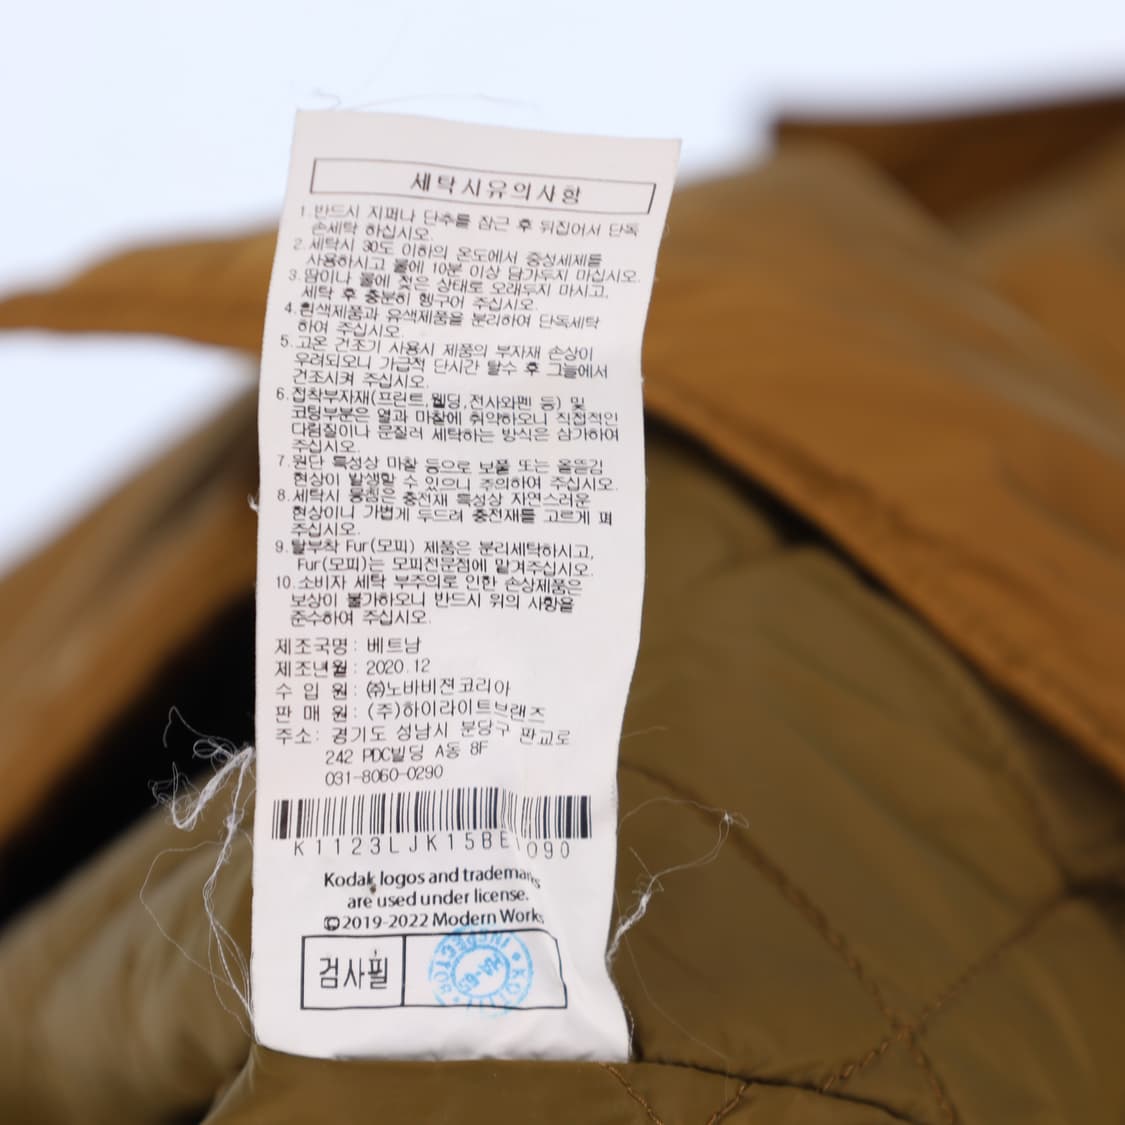 세탁시유의사항
1.반드시 지퍼나 단추를 잠근 후 뒤집어서 단독
손세탁 하십시오.
2.세탁시 30도 이하의 온도에서 중성세제를
사용하시고 물에 10분 이상 담가두지 마십시오.
3.땀이나 물에 젖은 상태로 오래두지 마시고,
세탁 후 충분히 헹구어 주십시오.
4.흰색제품과 유색제품을 분리하여 단독세탁
하여 주십시오.
5.고온 건조기 사용시 제품의 부자재 손상이
우려되오니 가급적 단시간 탈수 후 그늘에서
건조시켜 주십시오.
6.접착부자재(프린트,웰딩,전사와펜 등) 및
코팅부분은 열과 마찰에 취약하오니 직접적인
다림질이나 문질러 세탁하는 방식은 삼가하여
주십시오.
7.원단 특성상 마찰 등으로 보풀 또는 올뜯김
현상이 발생할 수 있으니 주의하여 주십시오.
8.세탁시 뭉침은 충전재 특성상 자연스러운
현상이니 가볍게 두드려 충전재를 고르게 펴
주십시오.
9.탈부착 Fur(모피) 제품은 분리세탁하시고,
Fur(모피)는 모피전문점에 맡겨주십시오.
10.소비자 세탁 부주의로 인한 손상제품은
보상이 불가하오니 반드시 위의 사항을
준수하여 주십시오.
제조국명 : 베트남
제조년월 : 2020.12
수 입 원 : ㈜노바비젼코리아
판 매 원 : (주)하이라이트브랜즈
주소: 경기도 성남시 분당구 판교로
242 PDC빌딩 A동 8F
031-8060-0290
K1123LJK15BE090
Kodak logos and trademarks
are used under license.
©2019-2022 Modern Works
검사필
INSPECTOR